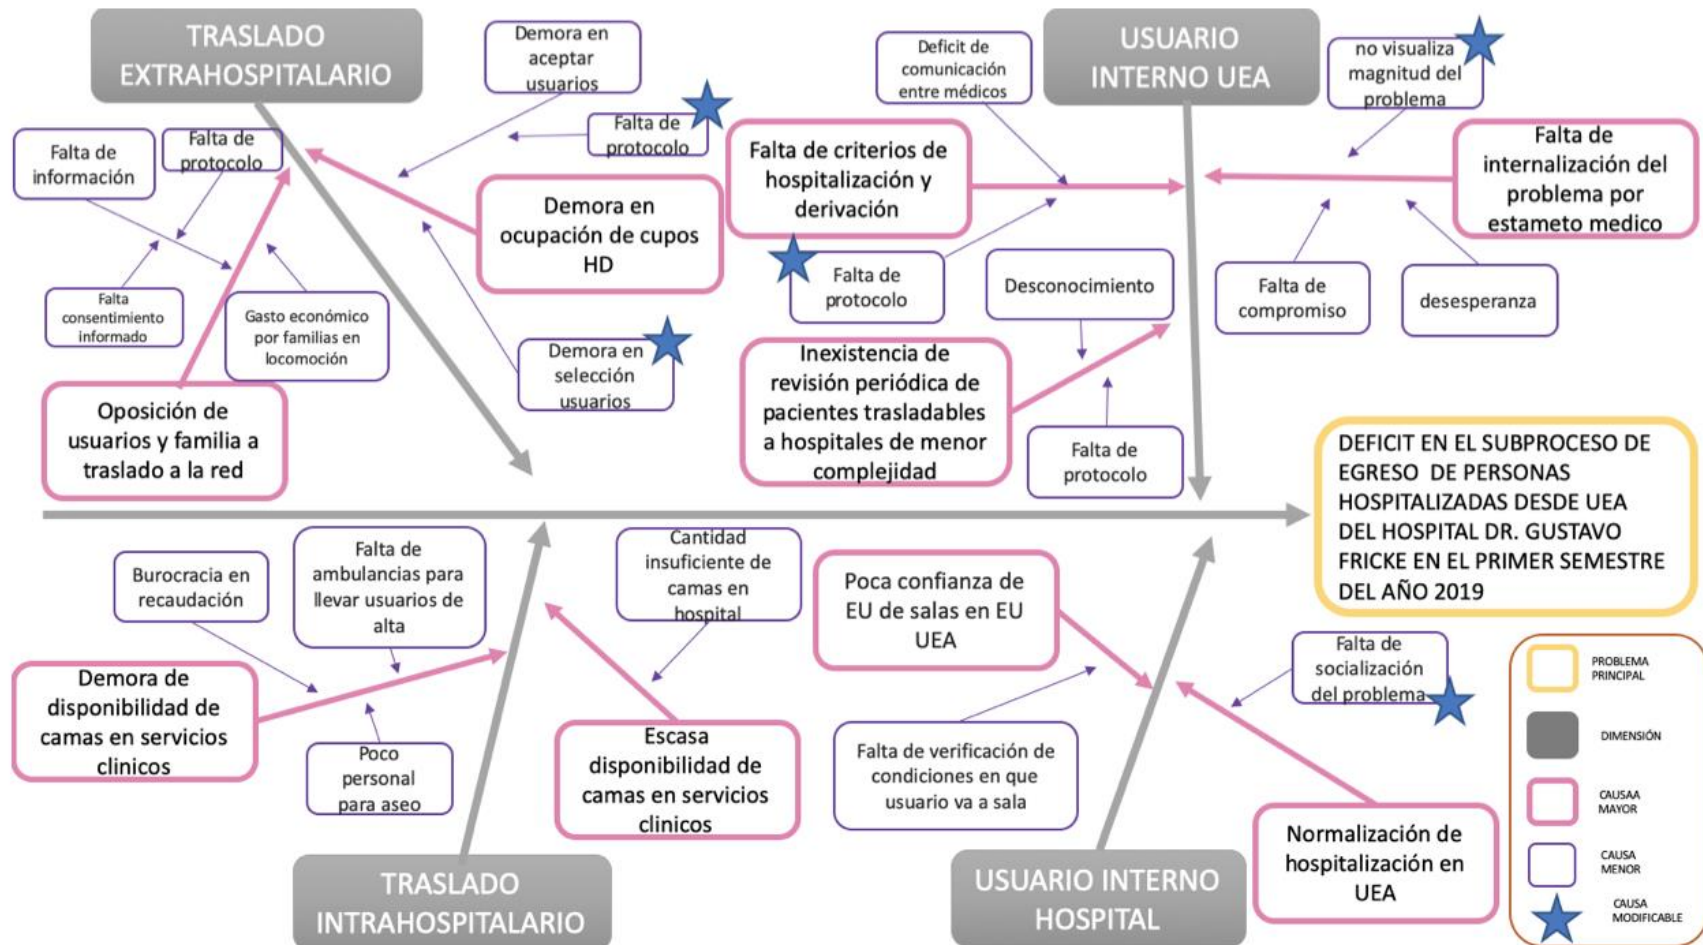 TRASLADO
EXTRAHOSPITALARIO
Demora en
aceptar
usuarios
Falta de
protocolo
Falta de
información
Falta de
protocolo
Falta
consentimiento
informado
Gasto económico
por familias en
locomoción
Demora en
ocupación de cupos
HD
Demora en
selección
usuarios
Oposición de
usuarios y familia a
traslado a la red
USUARIO
INTERNO UEA
Deficit de
comunicación
entre médicos
no visualiza
magnitud del
problema
Falta de criterios de
hospitalización y
derivación
Falta de
internalización del
problema por
estameto medico
Falta de
protocolo
Desconocimiento
Falta de
compromiso
desesperanza
Inexistencia de
revisión periódica de
pacientes trasladables
a hospitales de menor
complejidad
Falta de
protocolo
DEFICIT EN EL SUBPROCESO DE
EGRESO DE PERSONAS
HOSPITALIZADAS DESDE UEA
DEL HOSPITAL DR. GUSTAVO
FRICKE EN EL PRIMER SEMESTRE
DEL AÑO 2019
Burocracia en
recaudación
Falta de
ambulancias para
llevar usuarios de
alta
Cantidad
insuficiente de
camas en
hospital
Demora de
disponibilidad de
camas en servicios
clinicos
Poco
personal
para aseo
Escasa
disponibilidad de
camas en servicios
clinicos
TRASLADO
INTRAHOSPITALARIO
Poca confianza de
EU de salas en EU
UEA
Falta de verificación de
condiciones en que
usuario va a sala
Falta de
socialización
del problema
Normalización de
hospitalización en
UEA
USUARIO INTERNO
HOSPITAL
PROBLEMA
PRINCIPAL
DIMENSIÓN
CAUSAA
MAYOR
CAUSA
MENOR
CAUSA
MODIFICABLE